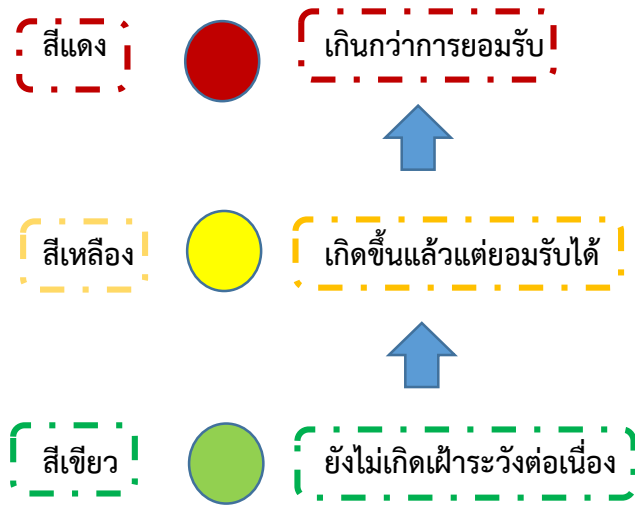 สีแดง
เกินกว่าการยอมรับ
สีเหลือง
เกิดขึ้นแล้วแต่ยอมรับได้
สีเขียว
ยังไม่เกิดเฝ้าระวังต่อเนื่อง